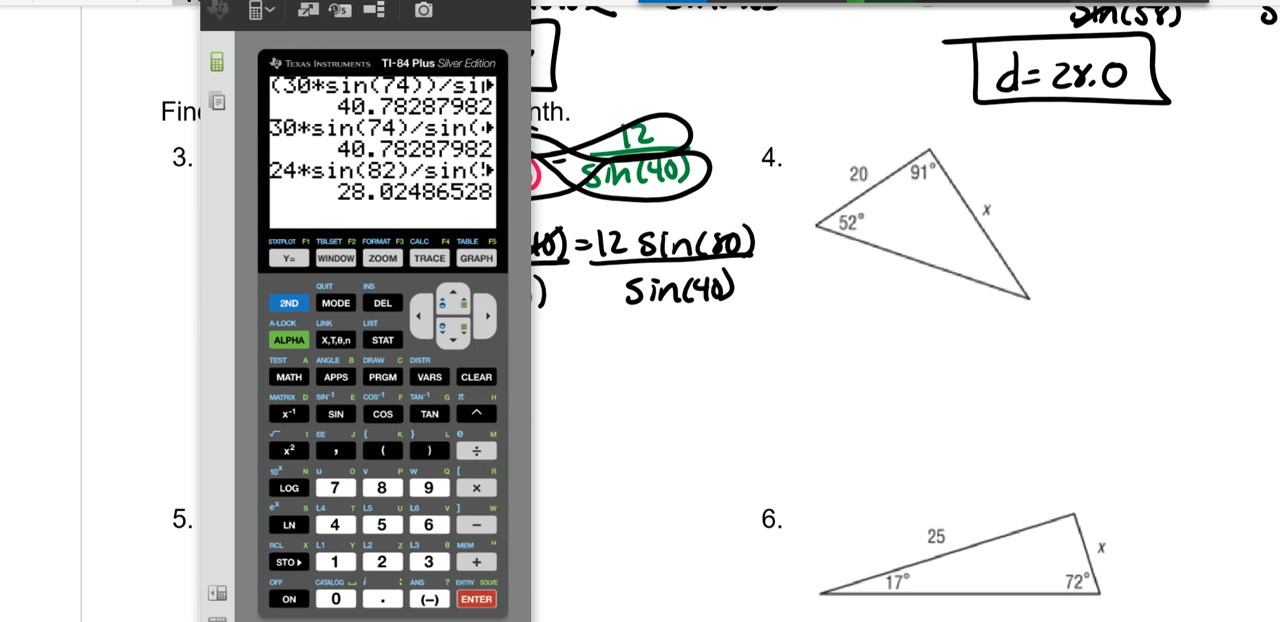 sin(58)
d=28.0
TEXAS INSTRUMENTS TI-84 Plus Silver Edition
(30*sin(74))/si
40.78287982
30*sin(74)/sin(
40.78287982
24*sin(82)/sin(
28.02486528
STATPLOT F1 TBLSET F2 FORMAT F3 CALC F4 TABLE F5
Y= WINDOW ZOOM TRACE GRAPH
QUIT INS
2ND MODE DEL
A-LOCK LINK LIST
ALPHA X,T,θ,n STAT
TEST A ANGLE B DRAW C DISTR
MATH APPS PRGM VARS CLEAR
MATRIX D SIN⁻¹ E COS⁻¹ F TAN⁻¹ G π H
x⁻¹ SIN COS TAN ^
√ I EE J { K } L e M
x² , ( ) ÷
10ˣ N u O v P w Q [ R
LOG 7 8 9 ×
eˣ S L4 T L5 U L6 V ] W
LN 4 5 6 −
RCL X L1 Y L2 Z L3 θ MEM "
STO▶ 1 2 3 +
OFF CATALOG ⎵ i : ANS ? ENTRY SOLVE
ON 0 . (−) ENTER
Fin
nth.
3.
= 12
sin(40)
= 12 sin(80)
) sin(40)
4.
20
91°
x
52°
5.
6.
25
x
17°
72°